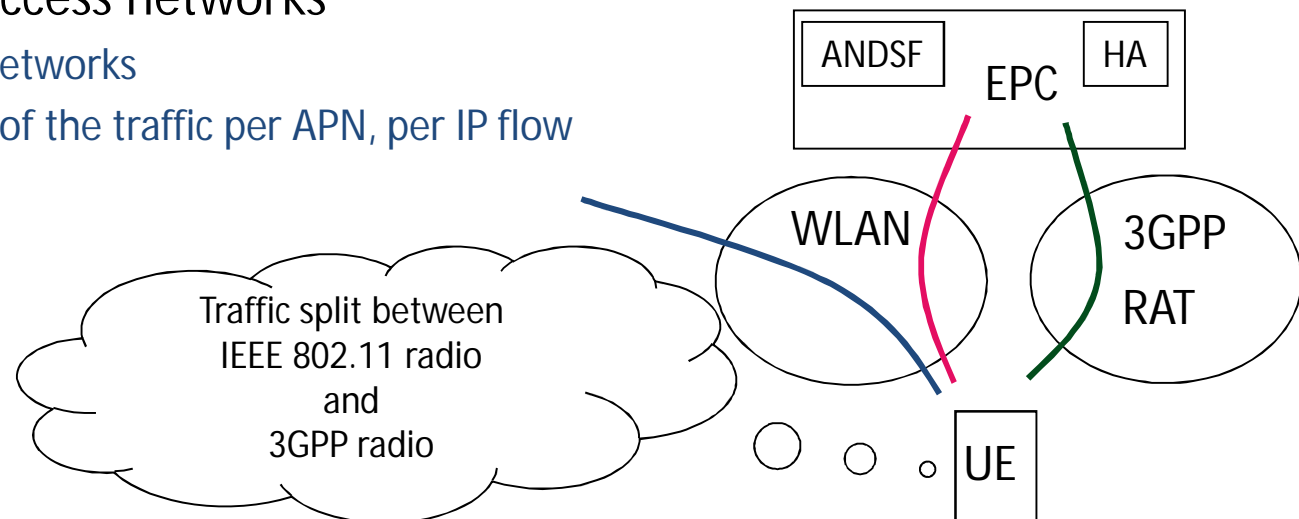 ccess networks
etworks
of the traffic per APN, per IP flow
ANDSF
EPC
HA
WLAN
3GPP
RAT
Traffic split between
IEEE 802.11 radio
and
3GPP radio
UE